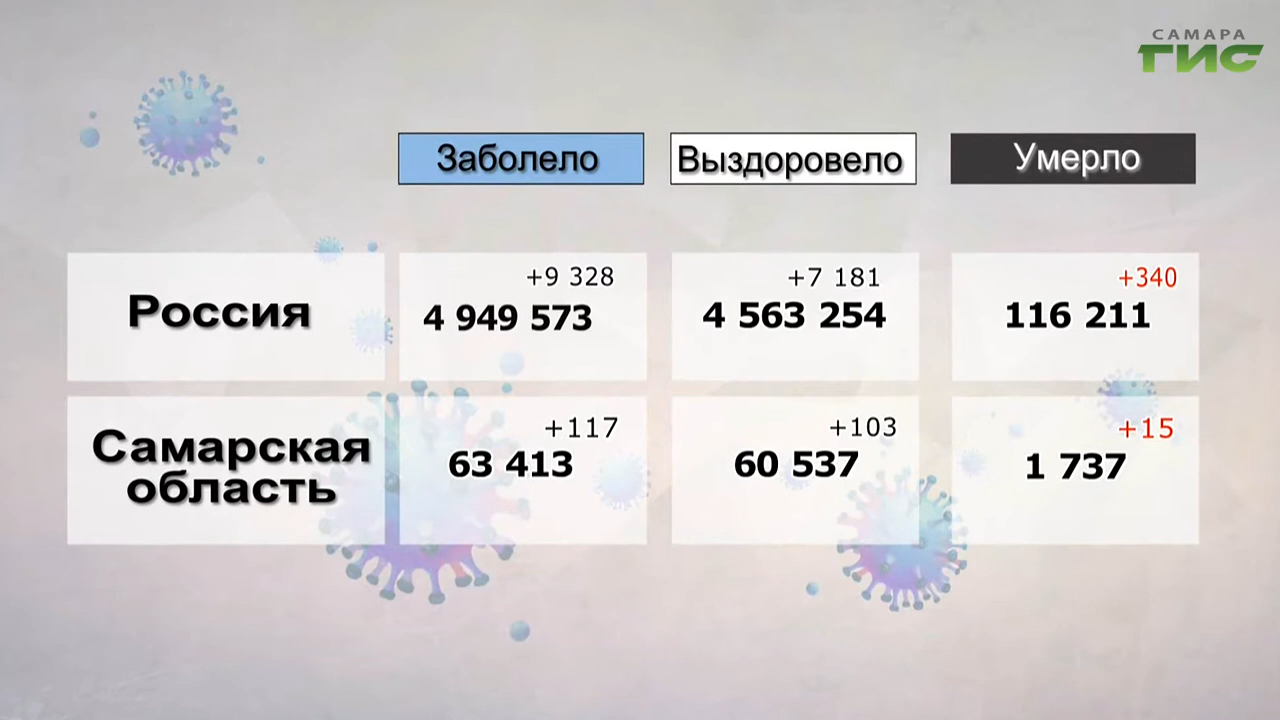 САМАРА
ГИС
Заболело Выздоровело Умерло
+9 328 +7 181 +340
Россия 4 949 573 4 563 254 116 211
+117 +103 +15
Самарская 63 413 60 537 1 737
область